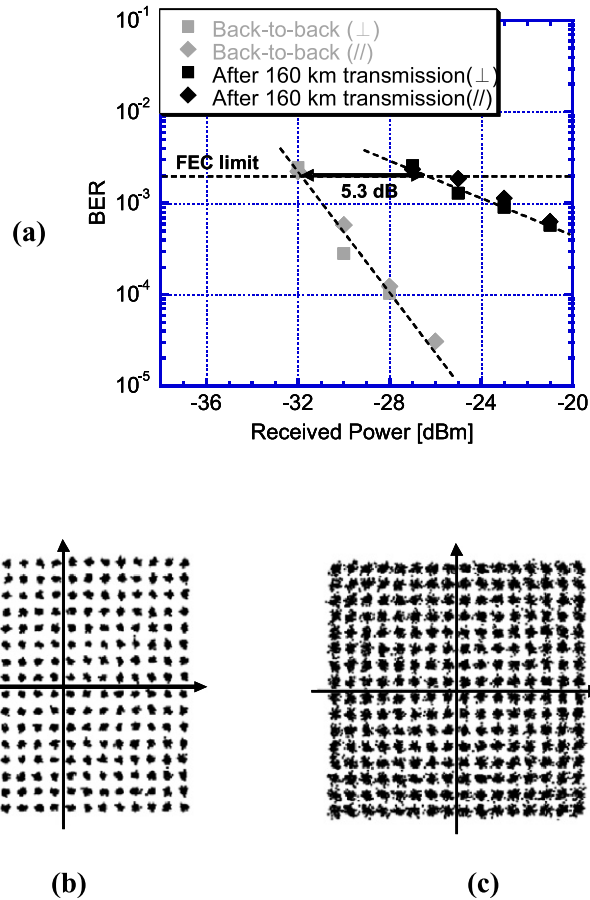 10-1
Back-to-back (⊥)
Back-to-back (//)
After 160 km transmission(⊥)
After 160 km transmission(//)
10-2
FEC limit
5.3 dB
10-3
BER
(a)
10-4
10-5
-36
-32
-28
-24
-20
Received Power [dBm]
(b)
(c)